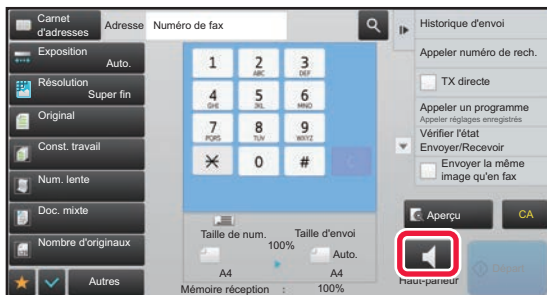 Carnet
d'adresses
Adresse
Numéro de fax
Exposition
Auto.
Résolution
Super fin
Original
Const. travail
Num. lente
Doc. mixte
Nombre d'originaux
Autres
1
2
ABC
3
DEF
4
GHI
5
JKL
6
MNO
7
PQRS
8
TUV
9
WXYZ
0
#
C
Taille de num.
Taille d'envoi
100%
Auto.
A4
A4
Mémoire réception : 100%
Historique d'envoi
Appeler numéro de rech.
TX directe
Appeler un programme
Appeler réglages enregistrés
Vérifier l'état
Envoyer/Recevoir
Envoyer la même
image qu'en fax
Aperçu
CA
Haut-parleur
Départ